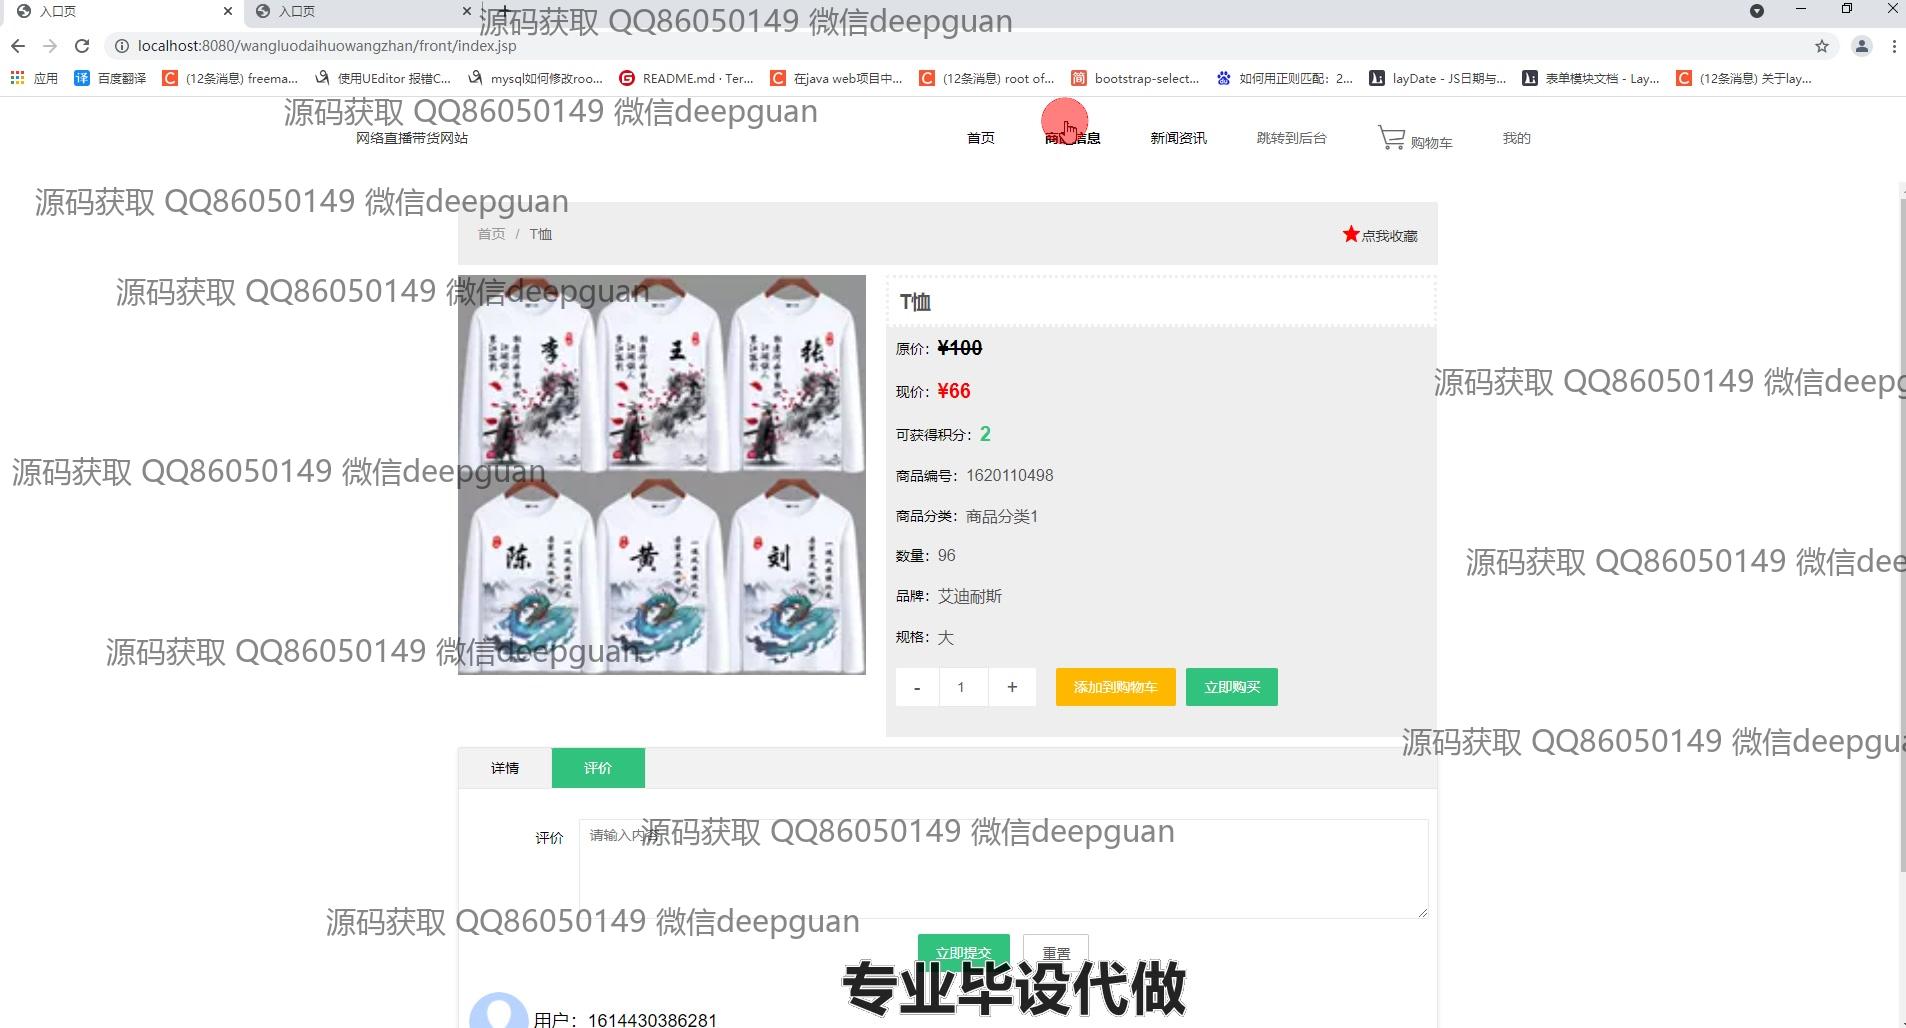 入口页
入口页
源码获取 QQ86050149 微信deepguan
localhost:8080/wangluodaihuowangzhan/front/index.jsp
应用 百度翻译 (12条消息) freema... 使用UEditor 报错C... mysql如何修改roo... README.md · Ter... 在java web项目中... (12条消息) root of... bootstrap-select... 如何用正则匹配：2... layDate - JS日期与... 表单模块文档 - Lay... (12条消息) 关于lay...
源码获取 QQ86050149 微信deepguan
网络直播带货网站 首页 信息 新闻资讯 跳转到后台 购物车 我的
源码获取 QQ86050149 微信deepguan
首页 / T恤 点我收藏
源码获取 QQ86050149 微信deepguan
T恤
李 王 张
原价：¥100
现价：¥66
源码获取 QQ86050149 微信deepg
可获得积分：2
源码获取 QQ86050149 微信deepguan
商品编号：1620110498
商品分类：商品分类1
陈 黄 刘
数量：96
源码获取 QQ86050149 微信dee
品牌：艾迪耐斯
规格：大
源码获取 QQ86050149 微信deepguan
- 1 + 添加到购物车 立即购买
源码获取 QQ86050149 微信deepgua
详情 评价
评价 请输入内容
源码获取 QQ86050149 微信deepguan
源码获取 QQ86050149 微信deepguan
立即提交 重置
专业毕设代做
用户：1614430386281